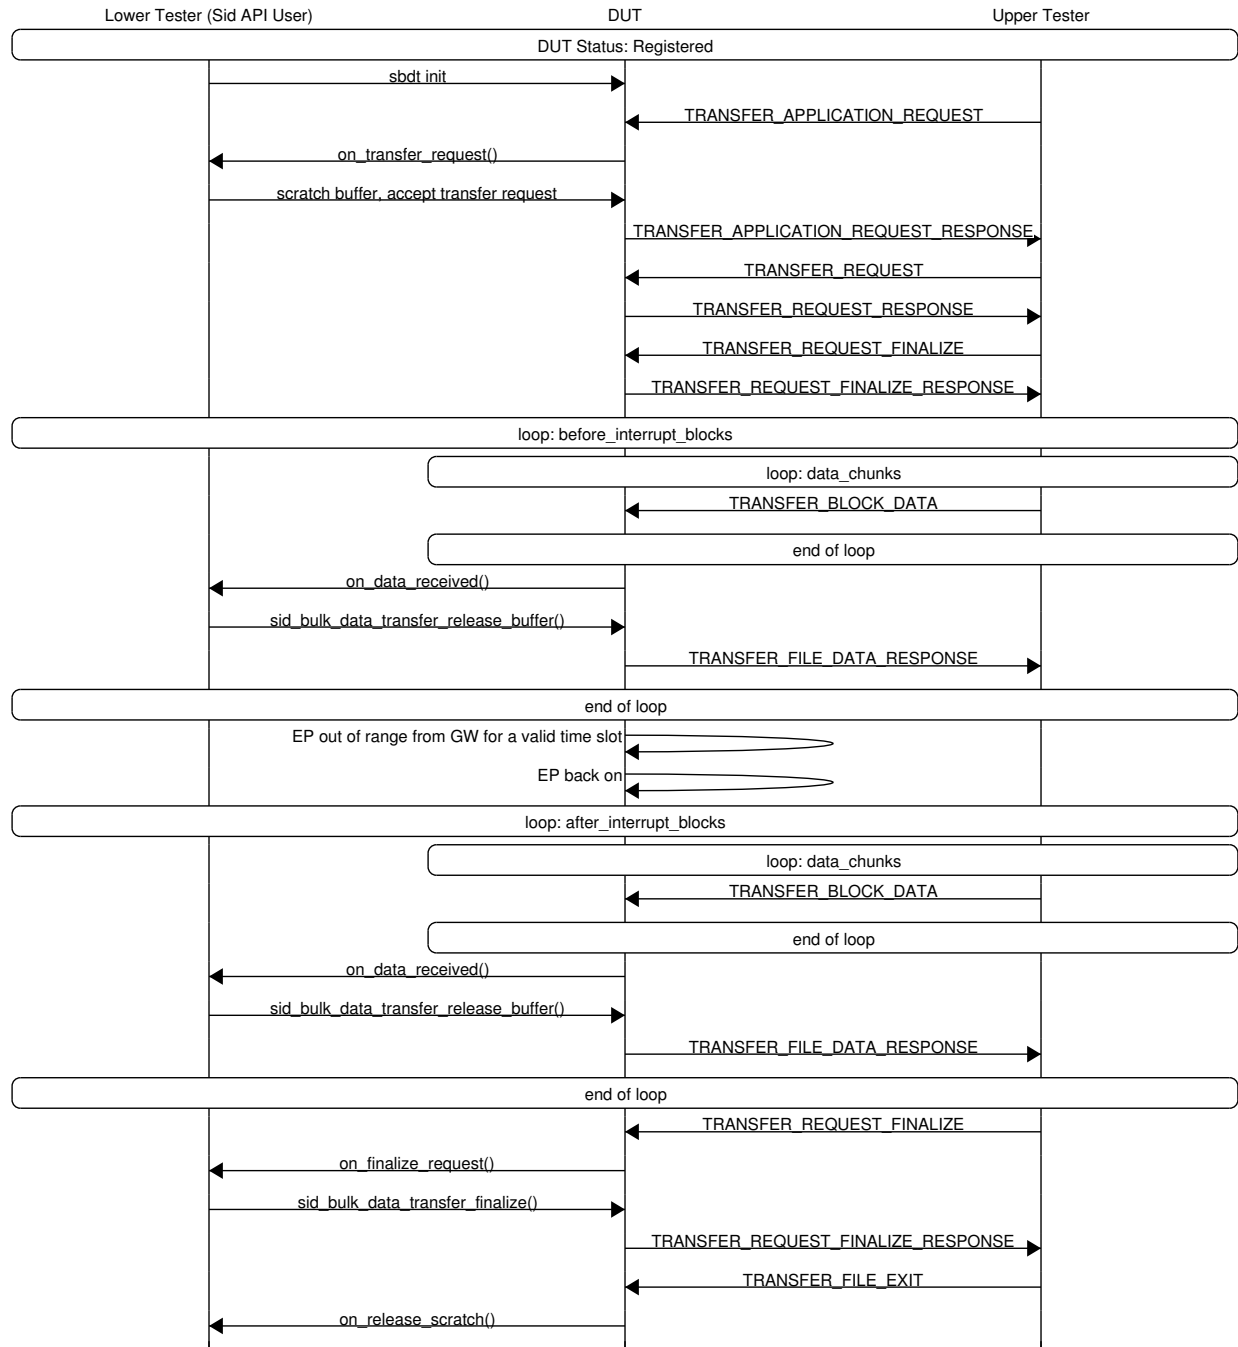 Lower Tester (Sid API User)
DUT
Upper Tester
DUT Status: Registered
sbdt init
TRANSFER_APPLICATION_REQUEST
on_transfer_request()
scratch buffer, accept transfer request
TRANSFER_APPLICATION_REQUEST_RESPONSE
TRANSFER_REQUEST
TRANSFER_REQUEST_RESPONSE
TRANSFER_REQUEST_FINALIZE
TRANSFER_REQUEST_FINALIZE_RESPONSE
loop: before_interrupt_blocks
loop: data_chunks
TRANSFER_BLOCK_DATA
end of loop
on_data_received()
sid_bulk_data_transfer_release_buffer()
TRANSFER_FILE_DATA_RESPONSE
end of loop
EP out of range from GW for a valid time slot
EP back on
loop: after_interrupt_blocks
loop: data_chunks
TRANSFER_BLOCK_DATA
end of loop
on_data_received()
sid_bulk_data_transfer_release_buffer()
TRANSFER_FILE_DATA_RESPONSE
end of loop
TRANSFER_REQUEST_FINALIZE
on_finalize_request()
sid_bulk_data_transfer_finalize()
TRANSFER_REQUEST_FINALIZE_RESPONSE
TRANSFER_FILE_EXIT
on_release_scratch()